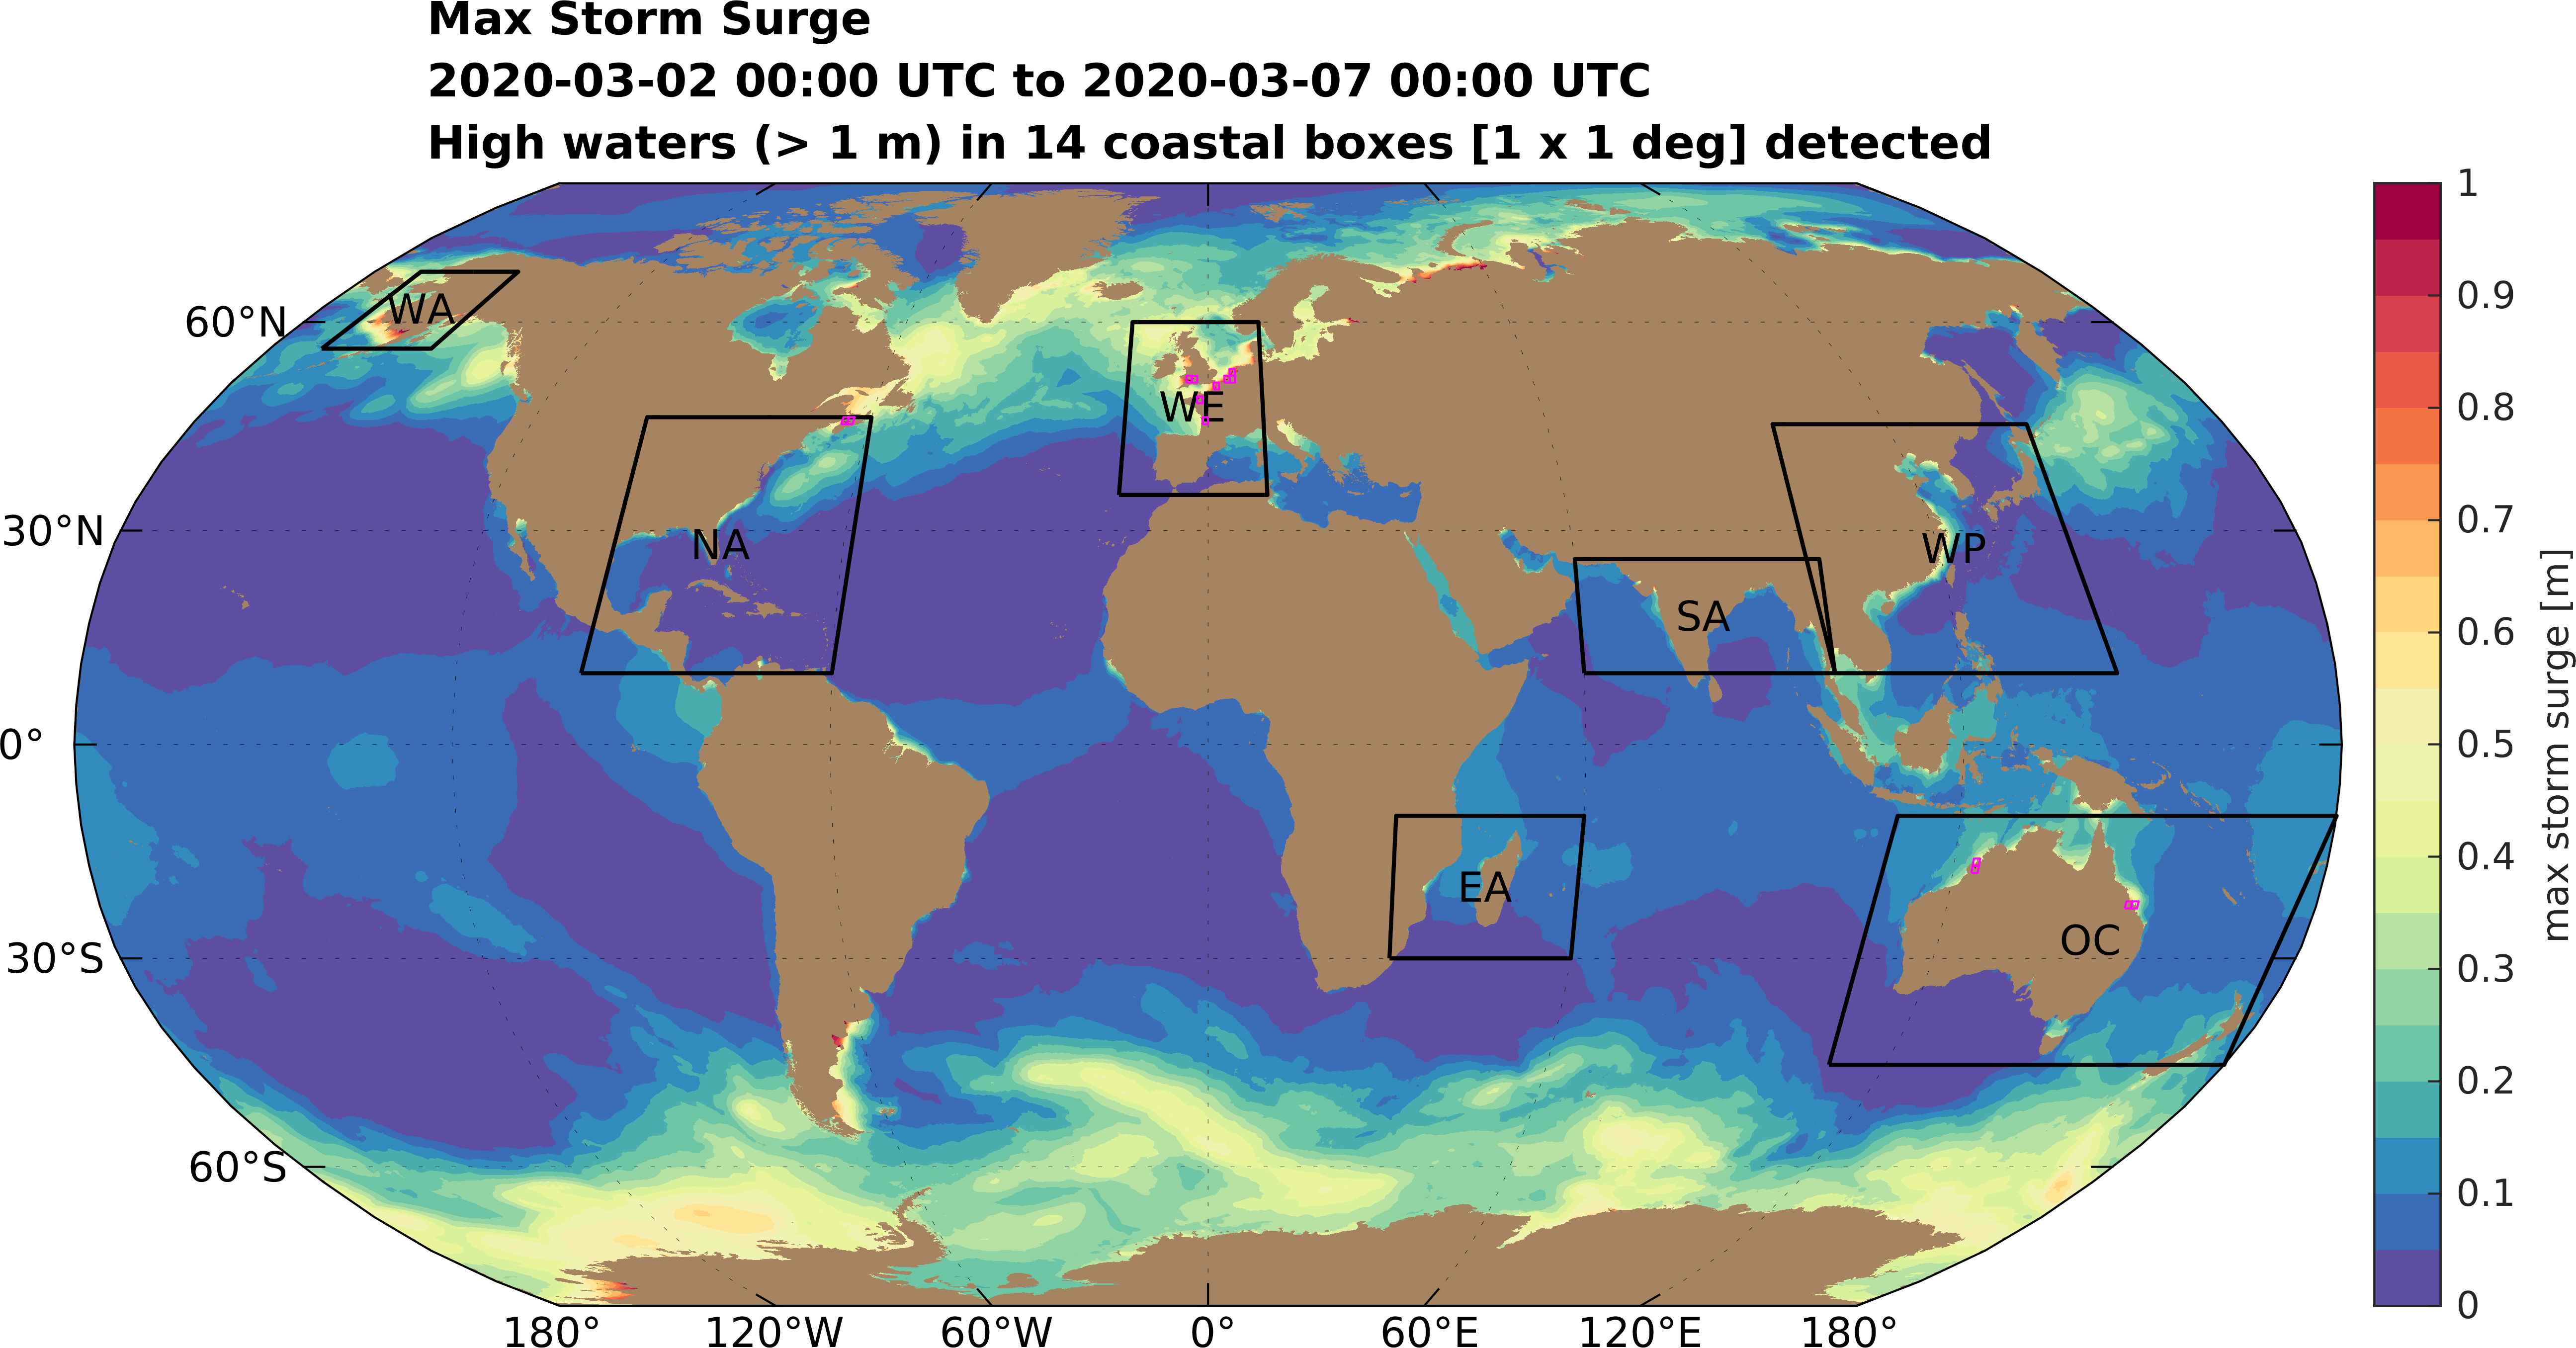 Max Storm Surge
2020-03-02 00:00 UTC to 2020-03-07 00:00 UTC
High waters (> 1 m) in 14 coastal boxes [1 x 1 deg] detected
60°N
30°N
0°
30°S
60°S
180°
120°W
60°W
0°
60°E
120°E
180°
WA
NA
WE
SA
WP
EA
OC
1
0.9
0.8
0.7
0.6
0.5
0.4
0.3
0.2
0.1
0
max storm surge [m]